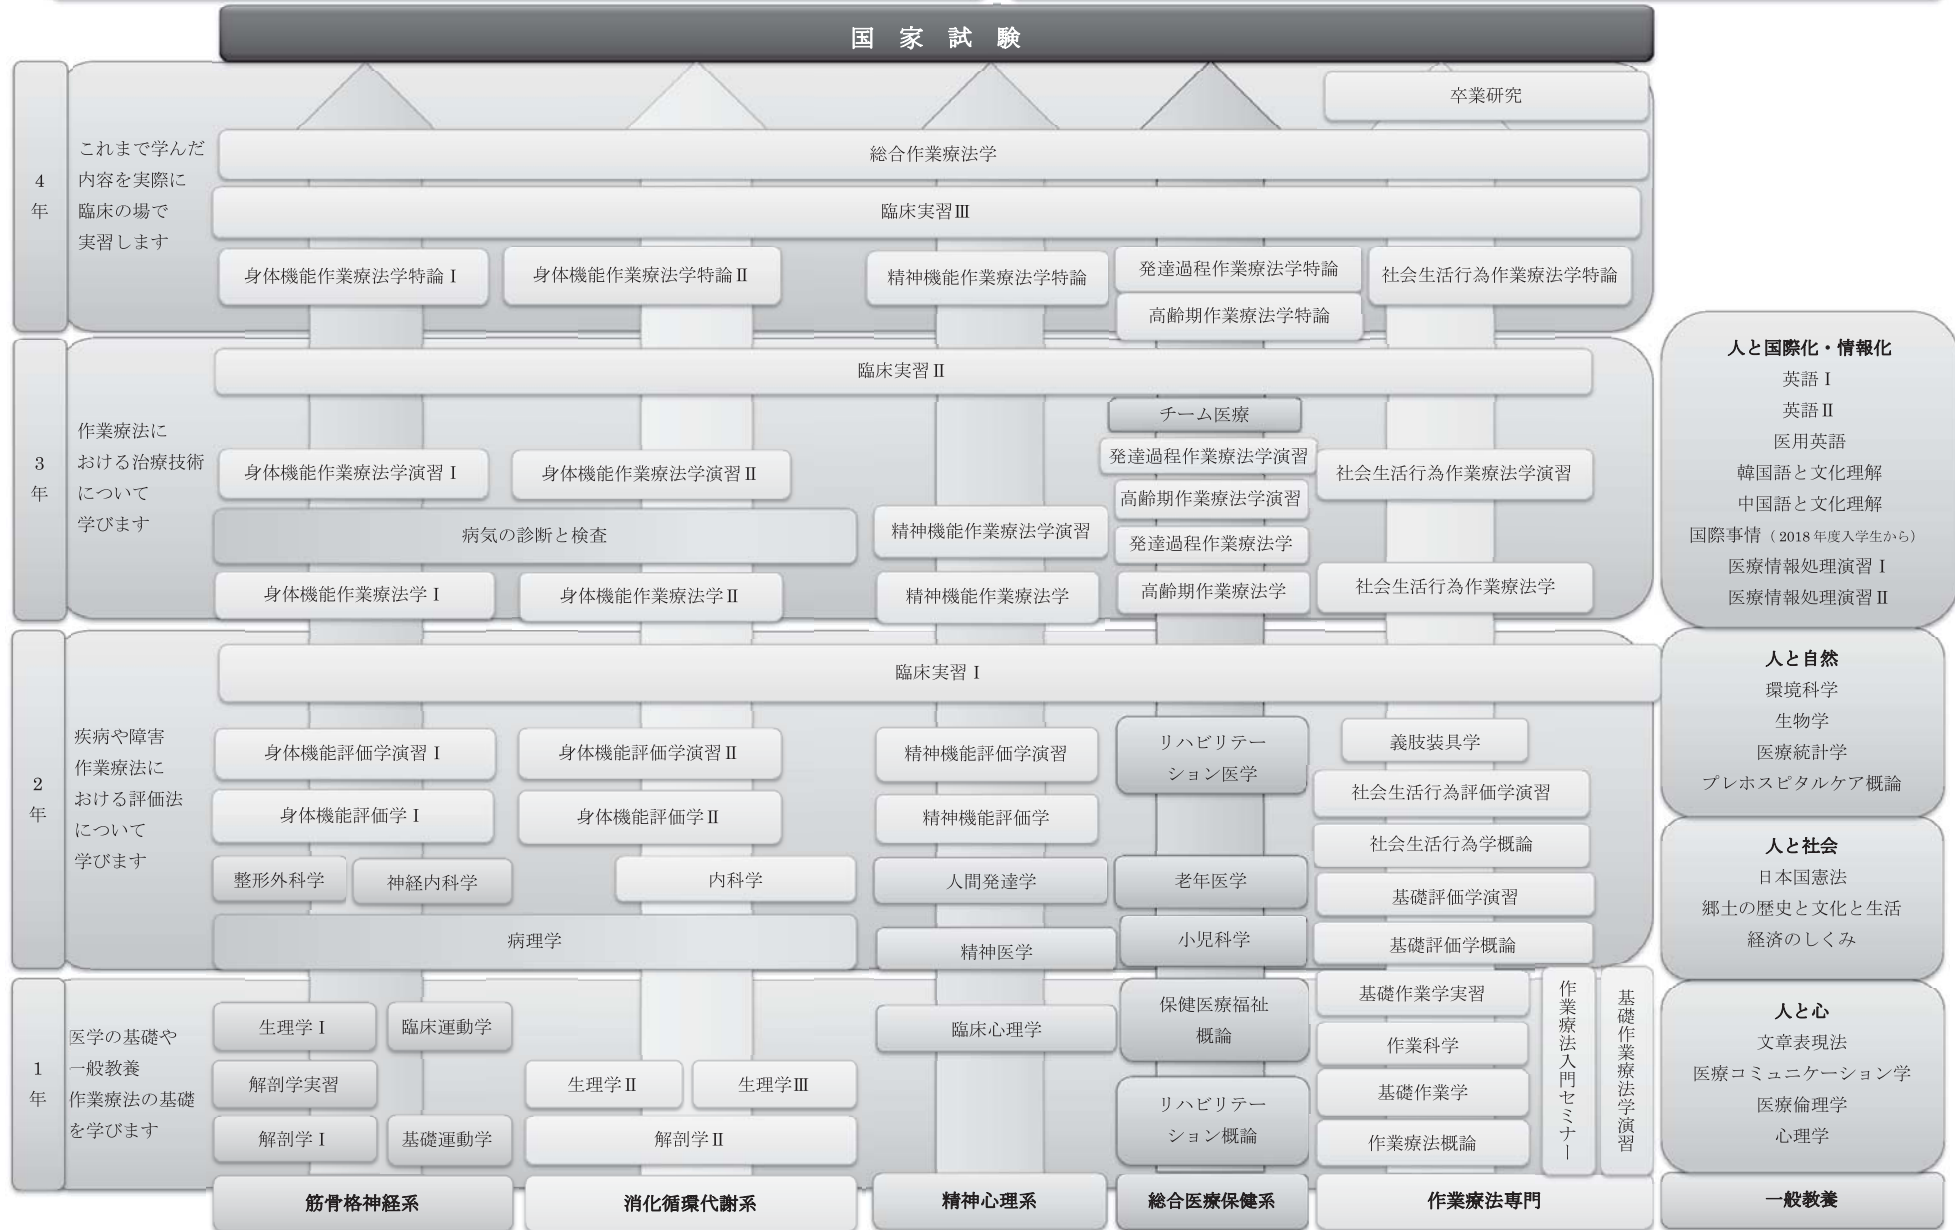 国家試験
4
年
これまで学んだ
内容を実際に
臨床の場で
実習します
卒業研究
総合作業療法学
臨床実習Ⅲ
身体機能作業療法学特論Ⅰ
身体機能作業療法学特論Ⅱ
精神機能作業療法学特論
発達過程作業療法学特論
高齢期作業療法学特論
社会生活行為作業療法学特論
3
年
作業療法に
おける治療技術
について
学びます
臨床実習Ⅱ
チーム医療
身体機能作業療法学演習Ⅰ
身体機能作業療法学演習Ⅱ
発達過程作業療法学演習
高齢期作業療法学演習
社会生活行為作業療法学演習
病気の診断と検査
精神機能作業療法学演習
発達過程作業療法学
身体機能作業療法学Ⅰ
身体機能作業療法学Ⅱ
精神機能作業療法学
高齢期作業療法学
社会生活行為作業療法学
2
年
疾病や障害
作業療法に
おける評価法
について
学びます
臨床実習Ⅰ
身体機能評価学演習Ⅰ
身体機能評価学演習Ⅱ
精神機能評価学演習
リハビリテー
ション医学
義肢装具学
社会生活行為評価学演習
身体機能評価学Ⅰ
身体機能評価学Ⅱ
精神機能評価学
社会生活行為学概論
整形外科学
神経内科学
内科学
人間発達学
老年医学
基礎評価学演習
病理学
精神医学
小児科学
基礎評価学概論
1
年
医学の基礎や
一般教養
作業療法の基礎
を学びます
生理学Ⅰ
臨床運動学
臨床心理学
保健医療福祉
概論
基礎作業学実習
作業科学
解剖学実習
生理学Ⅱ
生理学Ⅲ
基礎作業学
解剖学Ⅰ
基礎運動学
解剖学Ⅱ
リハビリテー
ション概論
作業療法概論
作業療法入門セミナー
基礎作業療法学演習
筋骨格神経系
消化循環代謝系
精神心理系
総合医療保健系
作業療法専門
一般教養
人と国際化・情報化
英語Ⅰ
英語Ⅱ
医用英語
韓国語と文化理解
中国語と文化理解
国際事情（2018年度入学生から）
医療情報処理演習Ⅰ
医療情報処理演習Ⅱ
人と自然
環境科学
生物学
医療統計学
プレホスピタルケア概論
人と社会
日本国憲法
郷土の歴史と文化と生活
経済のしくみ
人と心
文章表現法
医療コミュニケーション学
医療倫理学
心理学